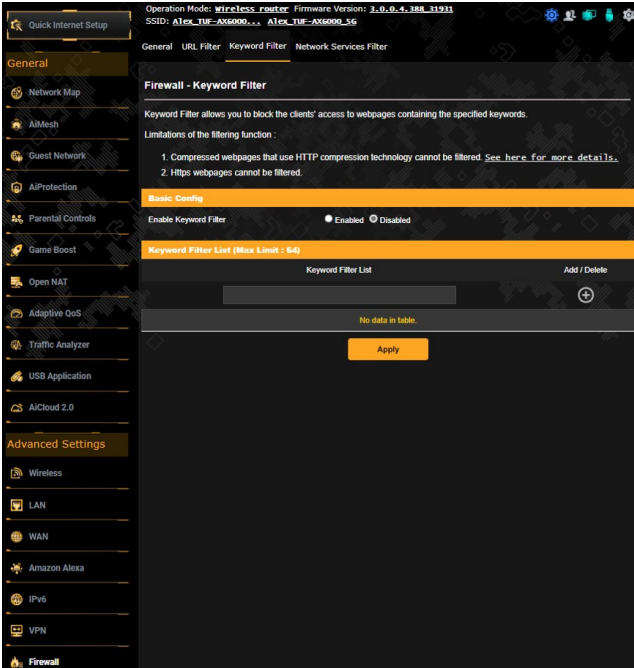 Quick Internet Setup
General
Network Map
AiMesh
Guest Network
AiProtection
Parental Controls
Game Boost
Open NAT
Adaptive QoS
Traffic Analyzer
USB Application
AiCloud 2.0
Advanced Settings
Wireless
LAN
WAN
Amazon Alexa
IPv6
VPN
Firewall
Operation Mode: Wireless router Firmware Version: 3.0.0.4.388_31931
SSID: Alex_TUF-AX6000... Alex_TUF-AX6000_5G
General URL Filter Keyword Filter Network Services Filter
Firewall - Keyword Filter
Keyword Filter allows you to block the clients' access to webpages containing the specified keywords.
Limitations of the filtering function :
1. Compressed webpages that use HTTP compression technology cannot be filtered. See here for more details.
2. Https webpages cannot be filtered.
Basic Config
Enable Keyword Filter Enabled Disabled
Keyword Filter List (Max Limit : 64)
Keyword Filter List Add / Delete
No data in table.
Apply